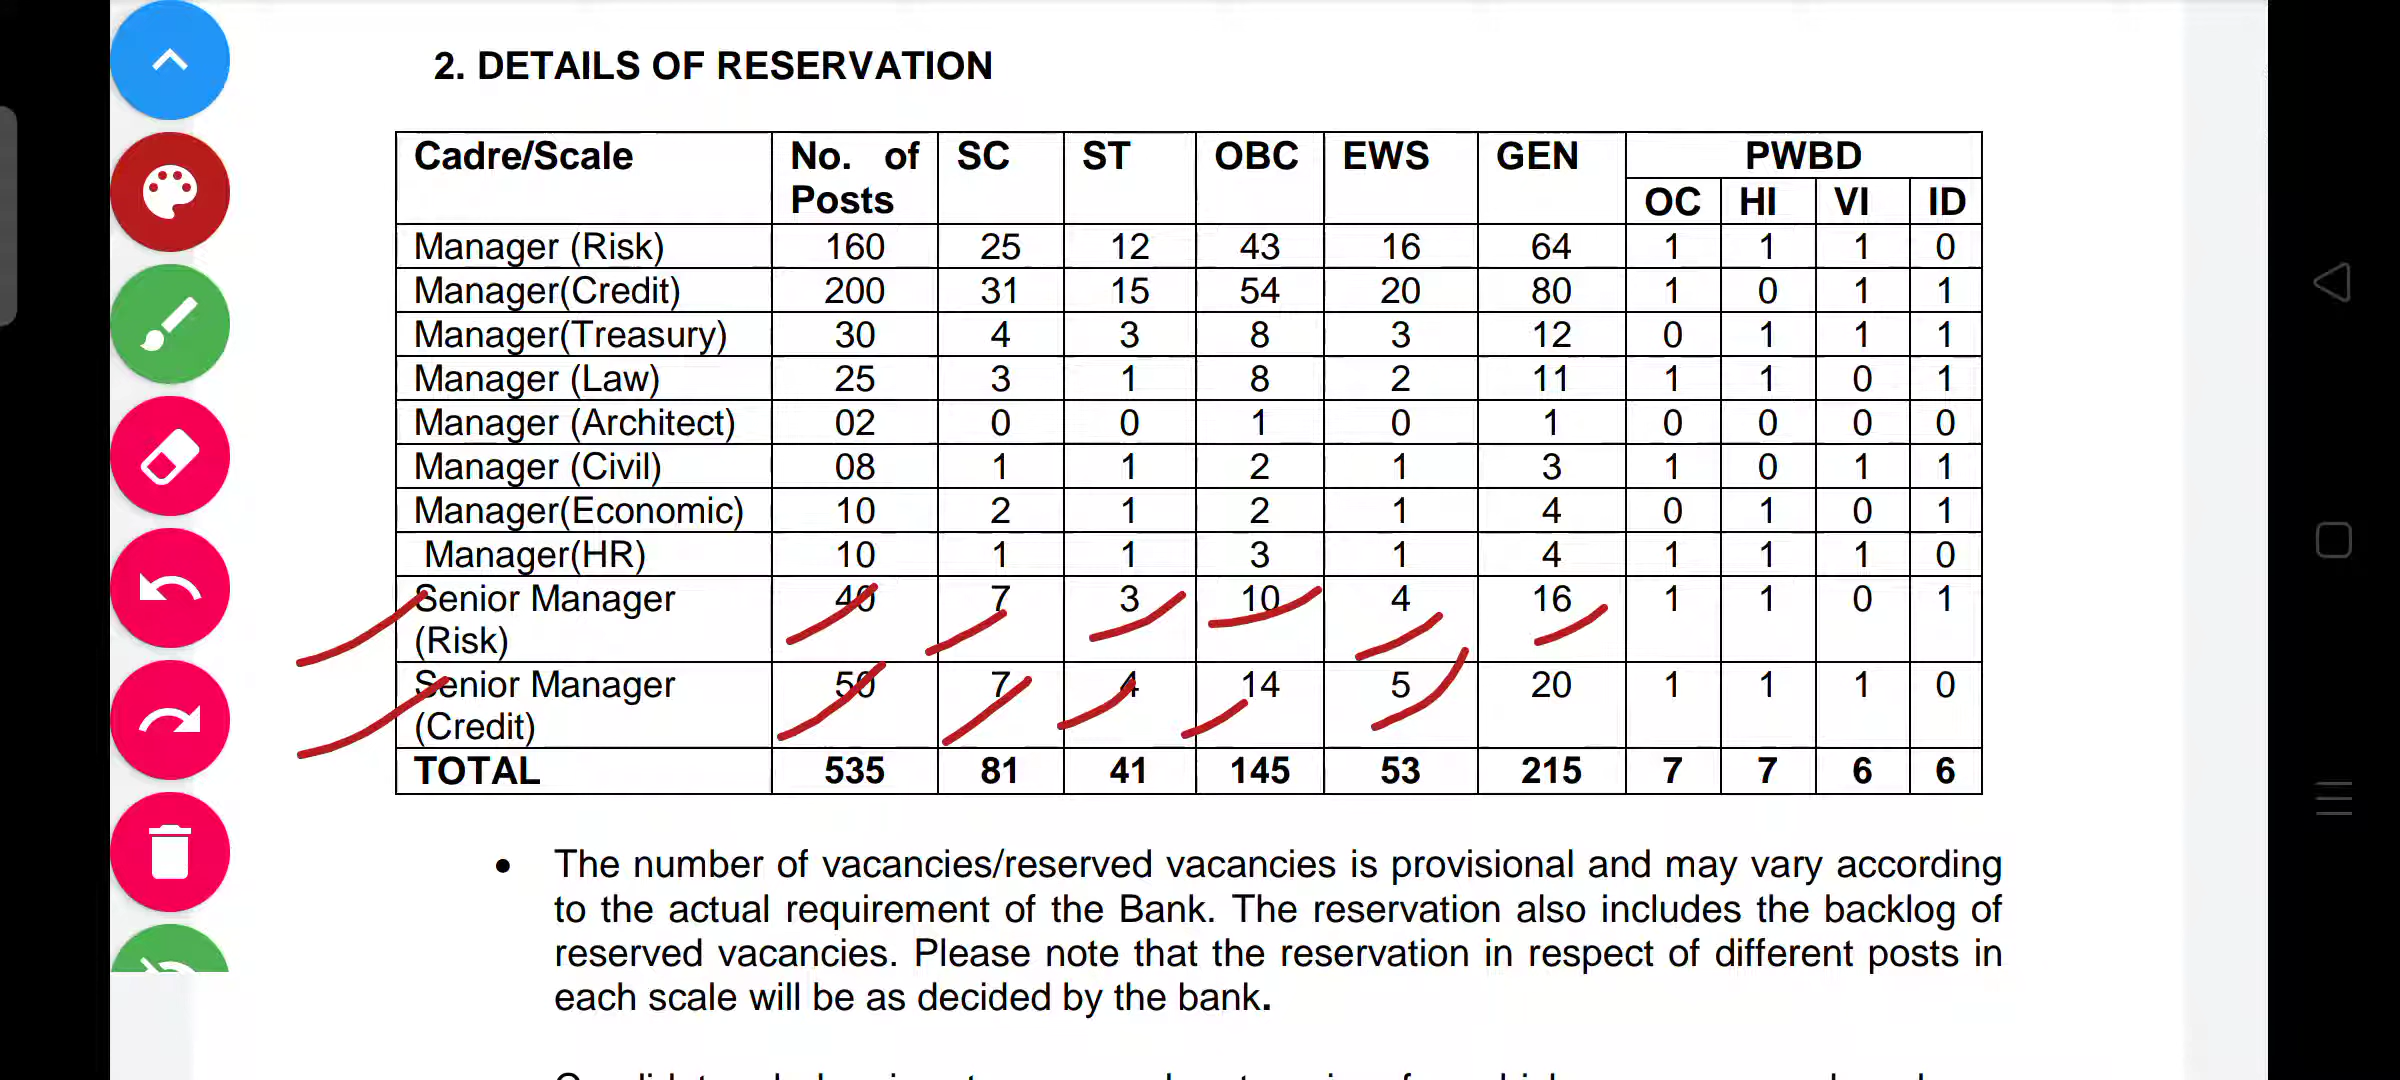 2. DETAILS OF RESERVATION
Cadre/Scale No. of Posts SC ST OBC EWS GEN PWBD
OC HI VI ID
Manager (Risk) 160 25 12 43 16 64 1 1 1 0
Manager(Credit) 200 31 15 54 20 80 1 0 1 1
Manager(Treasury) 30 4 3 8 3 12 0 1 1 1
Manager (Law) 25 3 1 8 2 11 1 1 0 1
Manager (Architect) 02 0 0 1 0 1 0 0 0 0
Manager (Civil) 08 1 1 2 1 3 1 0 1 1
Manager(Economic) 10 2 1 2 1 4 0 1 0 1
Manager(HR) 10 1 1 3 1 4 1 1 1 0
Senior Manager 40 7 3 10 4 16 1 1 0 1
(Risk)
Senior Manager 50 7 4 14 5 20 1 1 1 0
(Credit)
TOTAL 535 81 41 145 53 215 7 7 6 6
• The number of vacancies/reserved vacancies is provisional and may vary according
to the actual requirement of the Bank. The reservation also includes the backlog of
reserved vacancies. Please note that the reservation in respect of different posts in
each scale will be as decided by the bank.